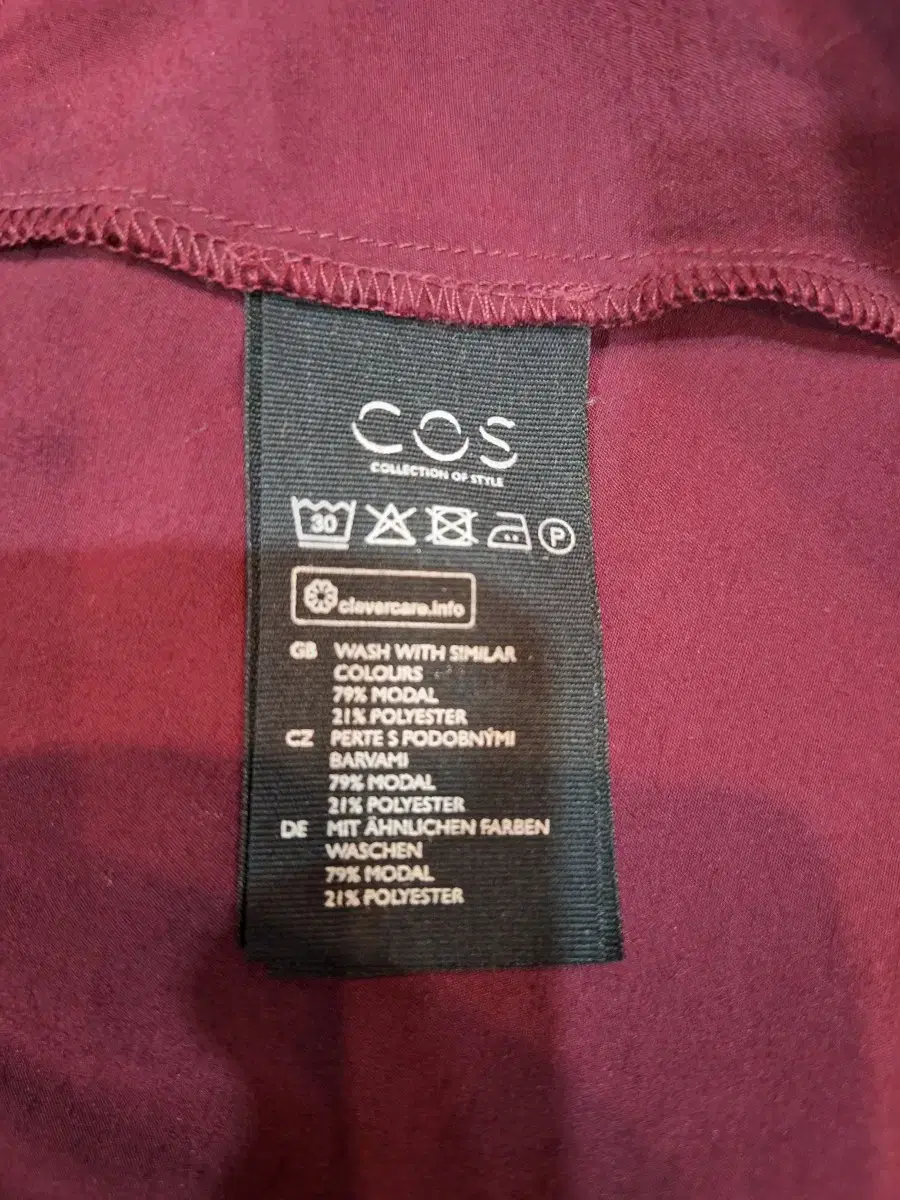 COS
COLLECTION OF STYLE
30
P
clevercare.info
GB WASH WITH SIMILAR
COLOURS
79% MODAL
21% POLYESTER
CZ PERTE S PODOBNÝMI
BARVAMI
79% MODAL
21% POLYESTER
DE MIT ÄHNLICHEN FARBEN
WASCHEN
79% MODAL
21% POLYESTER